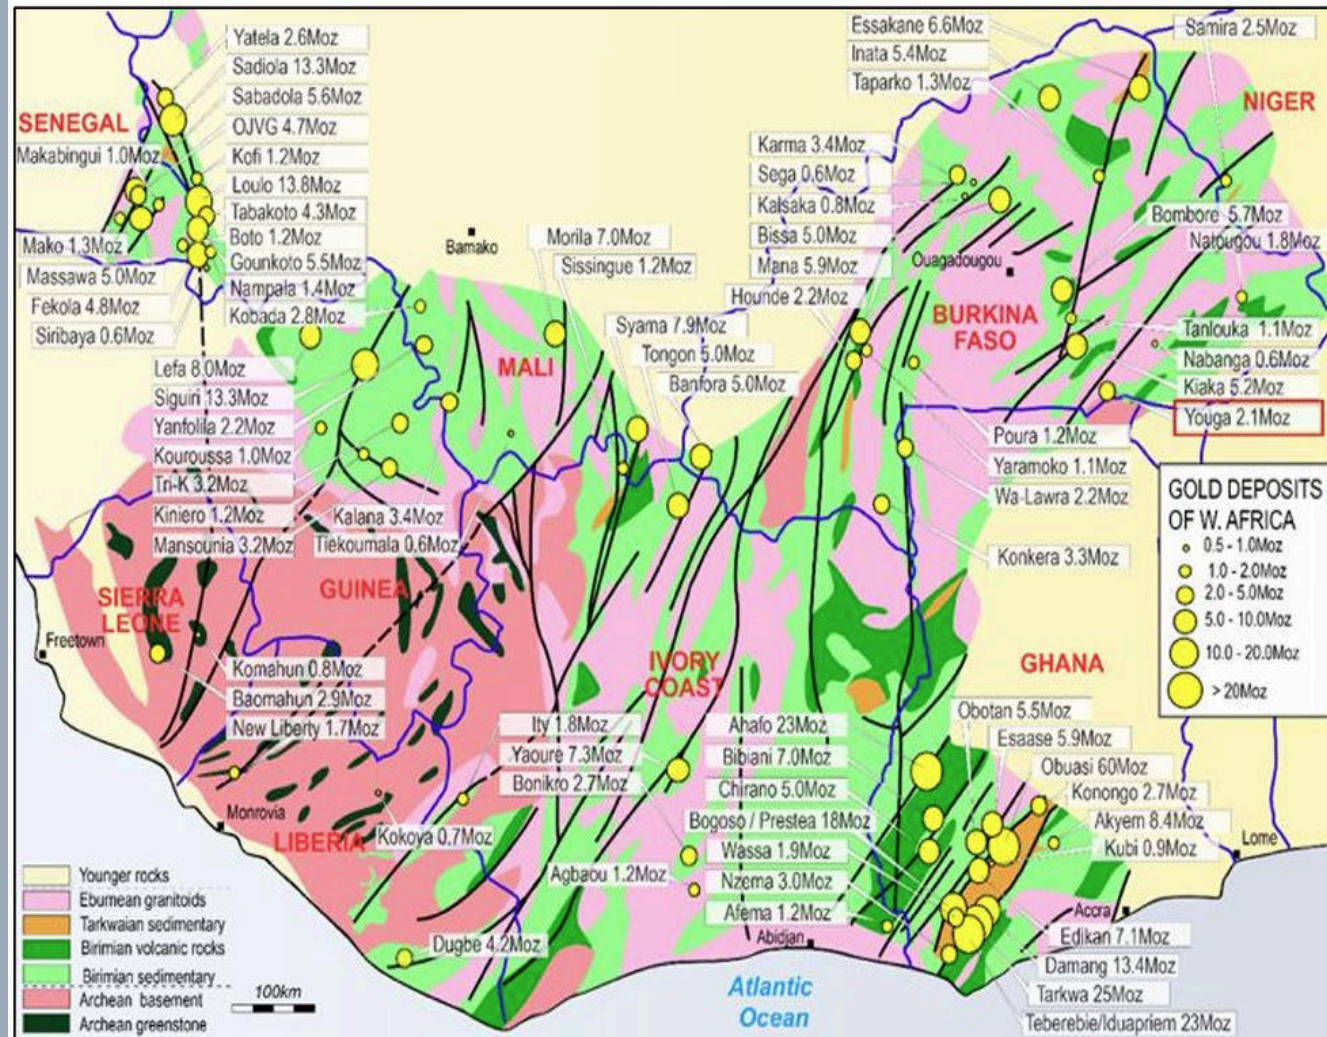 Yatela 2.6Moz
Sadiola 13.3Moz
Sabadola 5.6Moz
OJVG 4.7Moz
SENEGAL
Makabingui 1.0Moz
Kofi 1.2Moz
Loulo 13.8Moz
Tabakoto 4.3Moz
Boto 1.2Moz
Gounkoto 5.5Moz
Nampala 1.4Moz
Kobada 2.8Moz
Mako 1.3Moz
Massawa 5.0Moz
Fekola 4.8Moz
Siribaya 0.6Moz
Bamako
Morila 7.0Moz
Sissingue 1.2Moz
Syama 7.9Moz
Tongon 5.0Moz
Banfora 5.0Moz
MALI
Essakane 6.6Moz
Inata 5.4Moz
Taparko 1.3Moz
Samira 2.5Moz
NIGER
Karma 3.4Moz
Sega 0.6Moz
Kalsaka 0.8Moz
Bissa 5.0Moz
Mana 5.9Moz
Hounde 2.2Moz
Ouagadougou
BURKINA
FASO
Bombore 5.7Moz
Natougou 1.8Moz
Tanlouka 1.1Moz
Nabanga 0.6Moz
Kiaka 5.2Moz
Youga 2.1Moz
Poura 1.2Moz
Yaramoko 1.1Moz
Wa-Lawra 2.2Moz
Konkera 3.3Moz
Lefa 8.0Moz
Siguiri 13.3Moz
Yanfolila 2.2Moz
Kouroussa 1.0Moz
Tri-K 3.2Moz
Kiniero 1.2Moz
Mansounia 3.2Moz
Kalana 3.4Moz
Tiekoumala 0.6Moz
GOLD DEPOSITS
OF W. AFRICA
0.5 - 1.0Moz
1.0 - 2.0Moz
2.0 - 5.0Moz
5.0 - 10.0Moz
10.0 - 20.0Moz
> 20Moz
SIERRA
LEONE
GUINEA
Freetown
Komahun 0.8Moz
Baomahun 2.9Moz
New Liberty 1.7Moz
Monrovia
LIBERIA
Kokoya 0.7Moz
IVORY
COAST
GHANA
Ity 1.8Moz
Yaoure 7.3Moz
Bonikro 2.7Moz
Agbaou 1.2Moz
Dugbe 4.2Moz
Ahafo 23Moz
Bibiani 7.0Moz
Chirano 5.0Moz
Bogoso / Prestea 18Moz
Wassa 1.9Moz
Nzema 3.0Moz
Afema 1.2Moz
Abidjan
Obotan 5.5Moz
Esaase 5.9Moz
Obuasi 60Moz
Konongo 2.7Moz
Akyem 8.4Moz
Kubi 0.9Moz
Lome
Accra
Edikan 7.1Moz
Damang 13.4Moz
Tarkwa 25Moz
Teberebie/Iduapriem 23Moz
Atlantic
Ocean
Younger rocks
Eburnean granitoids
Tarkwaian sedimentary
Birimian volcanic rocks
Birimian sedimentary
Archean basement
Archean greenstone
100km